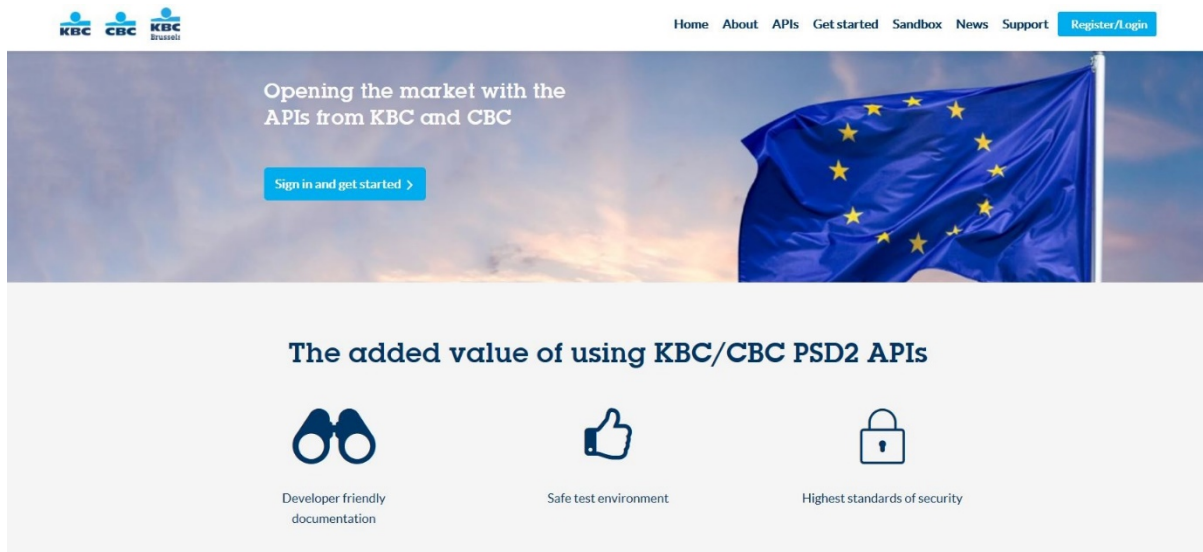 KBC CBC KBC
Brussels
Home About APIs Get started Sandbox News Support Register/Login
Opening the market with the
APIs from KBC and CBC
Sign in and get started
The added value of using KBC/CBC PSD2 APIs
Developer friendly
documentation
Safe test environment
Highest standards of security